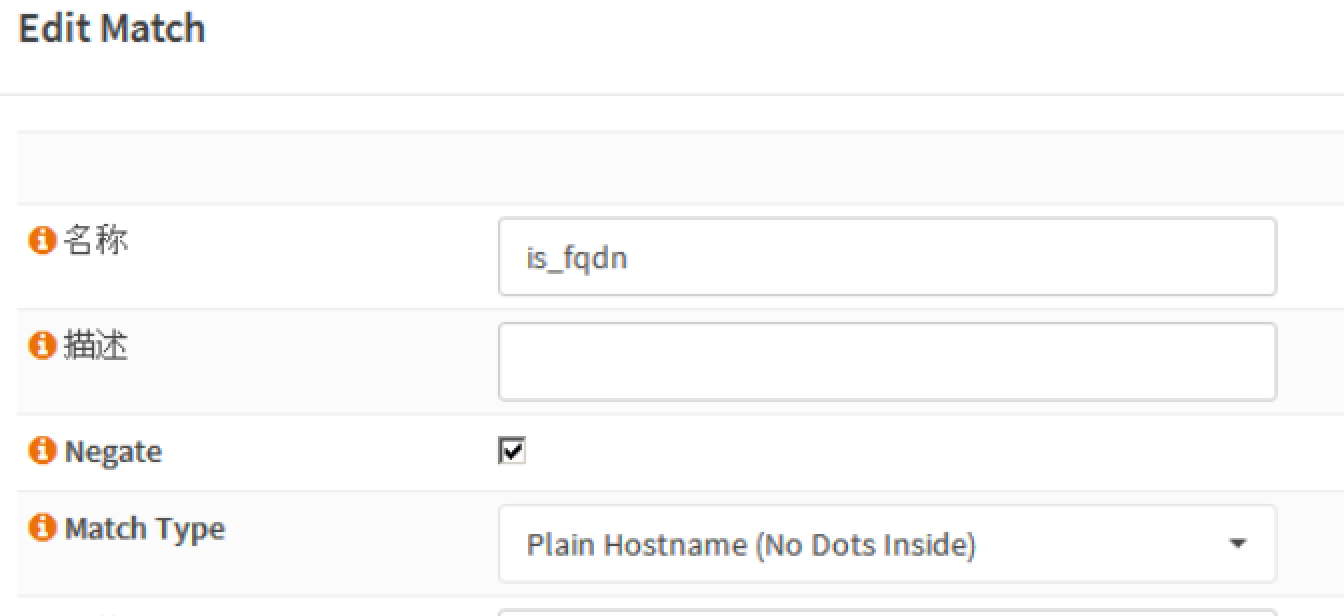 Edit Match
名称
is_fqdn
描述
Negate
Match Type
Plain Hostname (No Dots Inside)